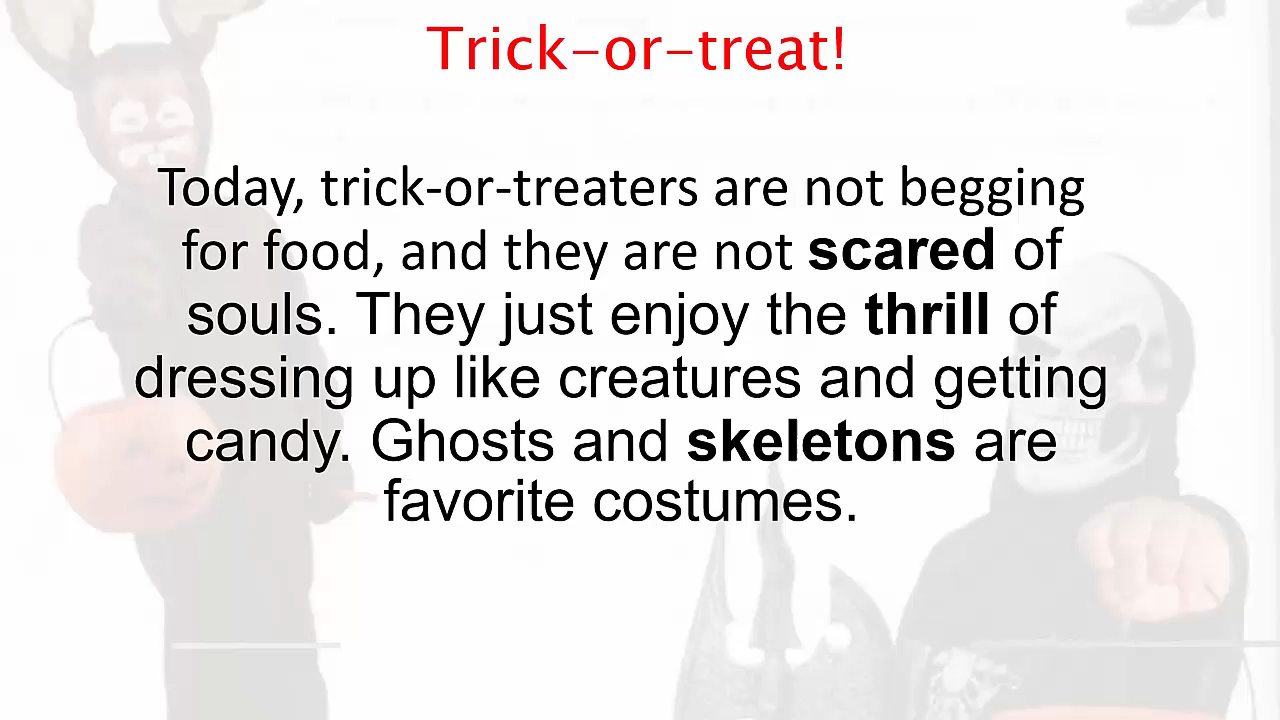 Trick-or-treat!
Today, trick-or-treaters are not begging
for food, and they are not scared of
souls. They just enjoy the thrill of
dressing up like creatures and getting
candy. Ghosts and skeletons are
favorite costumes.